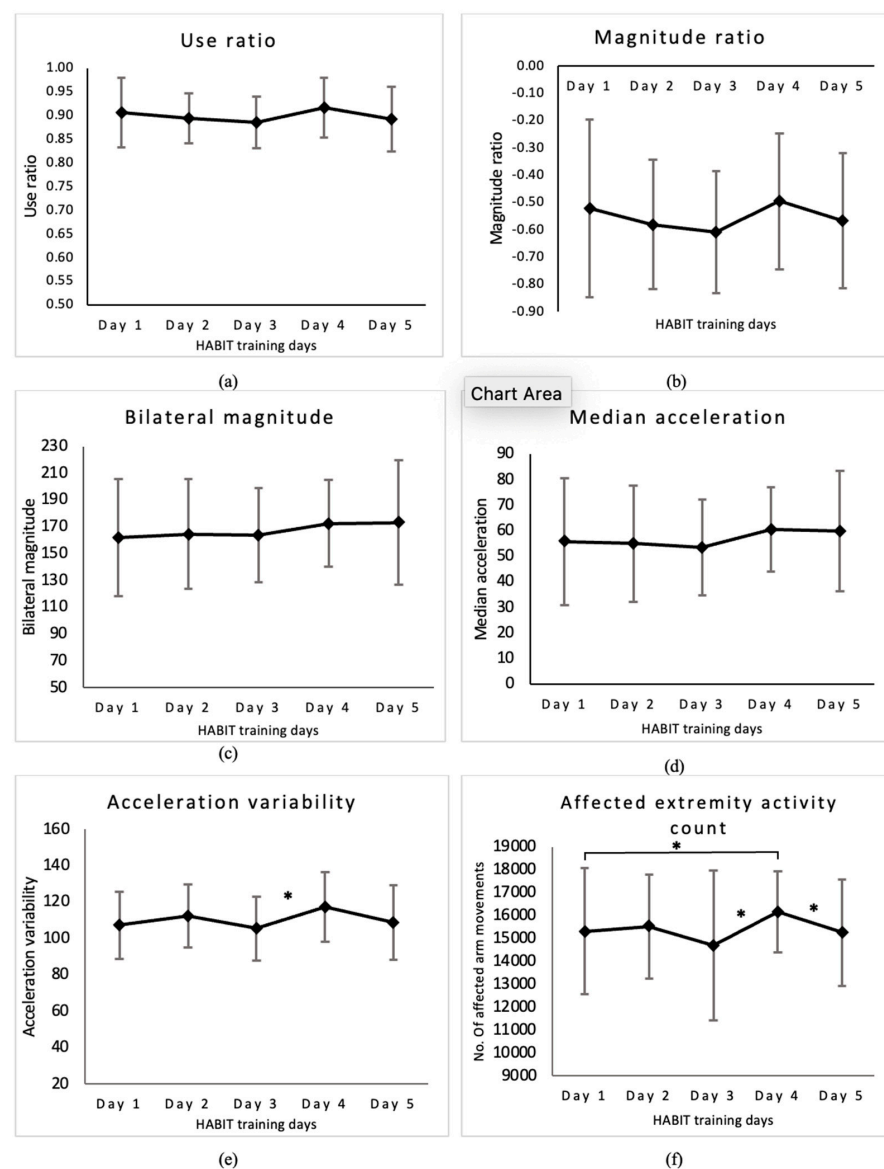 Use ratio
Use ratio
1.00
0.95
0.90
0.85
0.80
0.75
0.70
0.65
0.60
0.55
0.50
Day 1 Day 2 Day 3 Day 4 Day 5
HABIT training days
(a)
Magnitude ratio
Magnitude ratio
0.00
-0.10
-0.20
-0.30
-0.40
-0.50
-0.60
-0.70
-0.80
-0.90
Day 1 Day 2 Day 3 Day 4 Day 5
HABIT training days
(b)
Chart Area
Bilateral magnitude
Bilateral magnitude
230
210
190
170
150
130
110
90
70
50
Day 1 Day 2 Day 3 Day 4 Day 5
HABIT training days
(c)
Median acceleration
Median acceleration
90
80
70
60
50
40
30
20
10
0
Day 1 Day 2 Day 3 Day 4 Day 5
HABIT training days
(d)
Acceleration variability
Acceleration variability
160
140
120
100
80
60
40
20
*
Day 1 Day 2 Day 3 Day 4 Day 5
HABIT training days
(e)
Affected extremity activity
count
No. Of affected arm movements
19000
18000
17000
16000
15000
14000
13000
12000
11000
10000
9000
*
* *
Day 1 Day 2 Day 3 Day 4 Day 5
HABIT training days
(f)